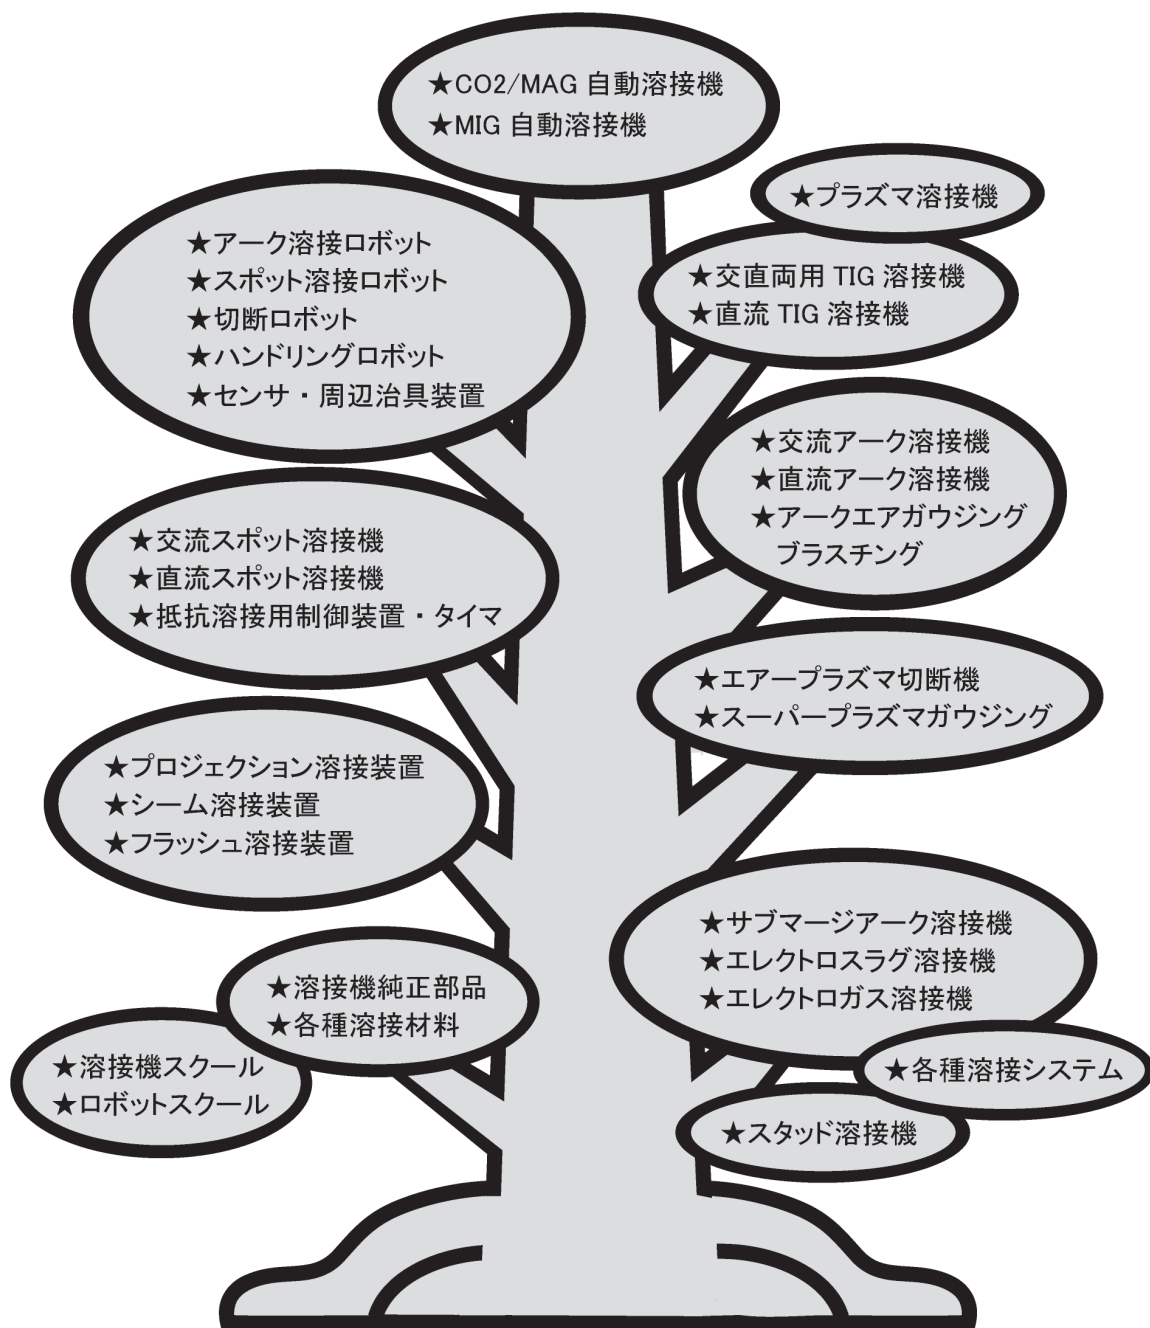 ★CO2/MAG 自動溶接機
★MIG 自動溶接機
★プラズマ溶接機
★アーク溶接ロボット
★スポット溶接ロボット
★切断ロボット
★ハンドリングロボット
★センサ・周辺治具装置
★交直両用 TIG 溶接機
★直流 TIG 溶接機
★交流アーク溶接機
★直流アーク溶接機
★アークエアガウジング
ブラスチング
★交流スポット溶接機
★直流スポット溶接機
★抵抗溶接用制御装置・タイマ
★エアープラズマ切断機
★スーパープラズマガウジング
★プロジェクション溶接装置
★シーム溶接装置
★フラッシュ溶接装置
★サブマージアーク溶接機
★エレクトロスラグ溶接機
★エレクトロガス溶接機
★溶接機純正部品
★各種溶接材料
★溶接機スクール
★ロボットスクール
★各種溶接システム
★スタッド溶接機